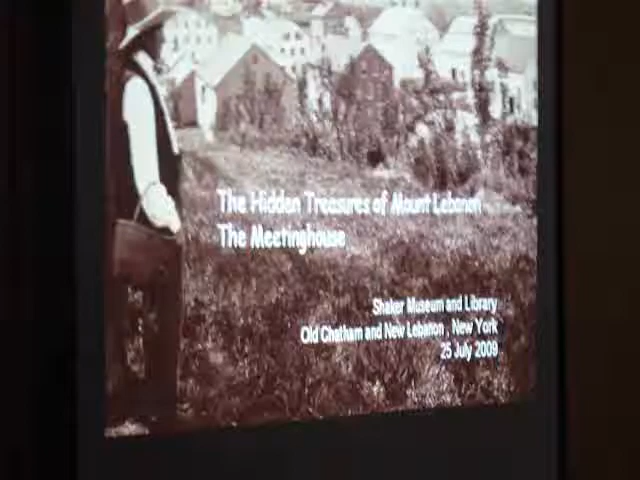 The Hidden Treasures of Mount Lebanon
The Meetinghouse
Shaker Museum and Library
Old Chatham and New Lebanon , New York
25 July 2009